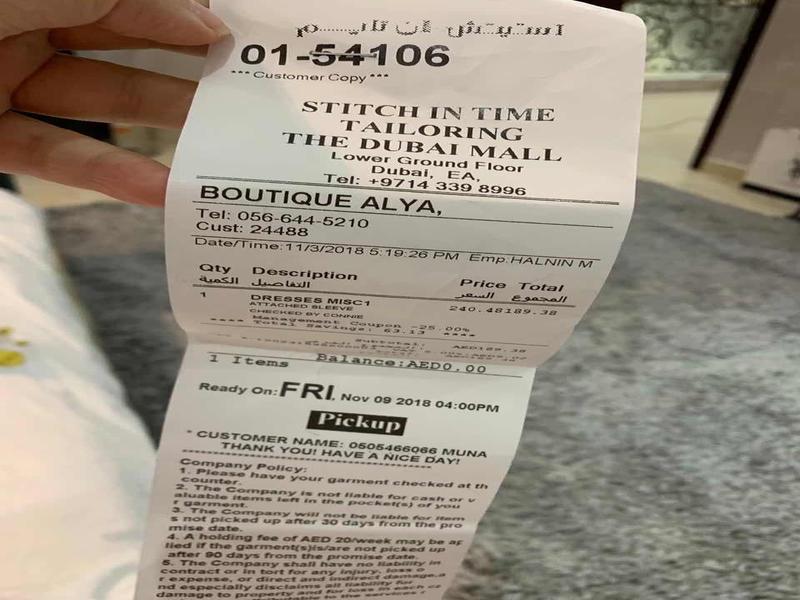 استيتش ان تايـــم
01-54106
*** Customer Copy ***
STITCH IN TIME
TAILORING
THE DUBAI MALL
Lower Ground Floor
Dubai, EA,
Tel: +9714 339 8996
BOUTIQUE ALYA,
Tel: 056-644-5210
Cust: 24488
Date/Time:11/3/2018 5:19:26 PM Emp:HALNIN M
Qty Description Price Total
الكمية التفاصيل السعر المجموع
1 DRESSES MISC1 240.48189.38
ATTACHED SLEEVE
CHECKED BY CONNIE
**** Management Coupon -25.00%
Total Savings: 63.13 ****
Subtotal: AED189.38
1 Items Balance:AED0.00
Ready On:FRI, Nov 09 2018 04:00PM
Pickup
* CUSTOMER NAME: 0505466066 MUNA
THANK YOU! HAVE A NICE DAY!
Company Policy:
1. Please have your garment checked at th
counter.
2. The Company is not liable for cash or v
aluable items left in the pocket(s) of you
r garment.
3. The Company will not be liable for item
s not picked up after 30 days from the pro
mise date.
4. A holding fee of AED 20/week may be ap
lied if the garment(s)is/are not picked up
after 90 days from the promise date.
5. The Company shall have no liability in
contract or in tort for any injury, loss o
r expense, or direct and indirect damage,a
nd especially disclaims all liability for
damage to property and for loss in each ca